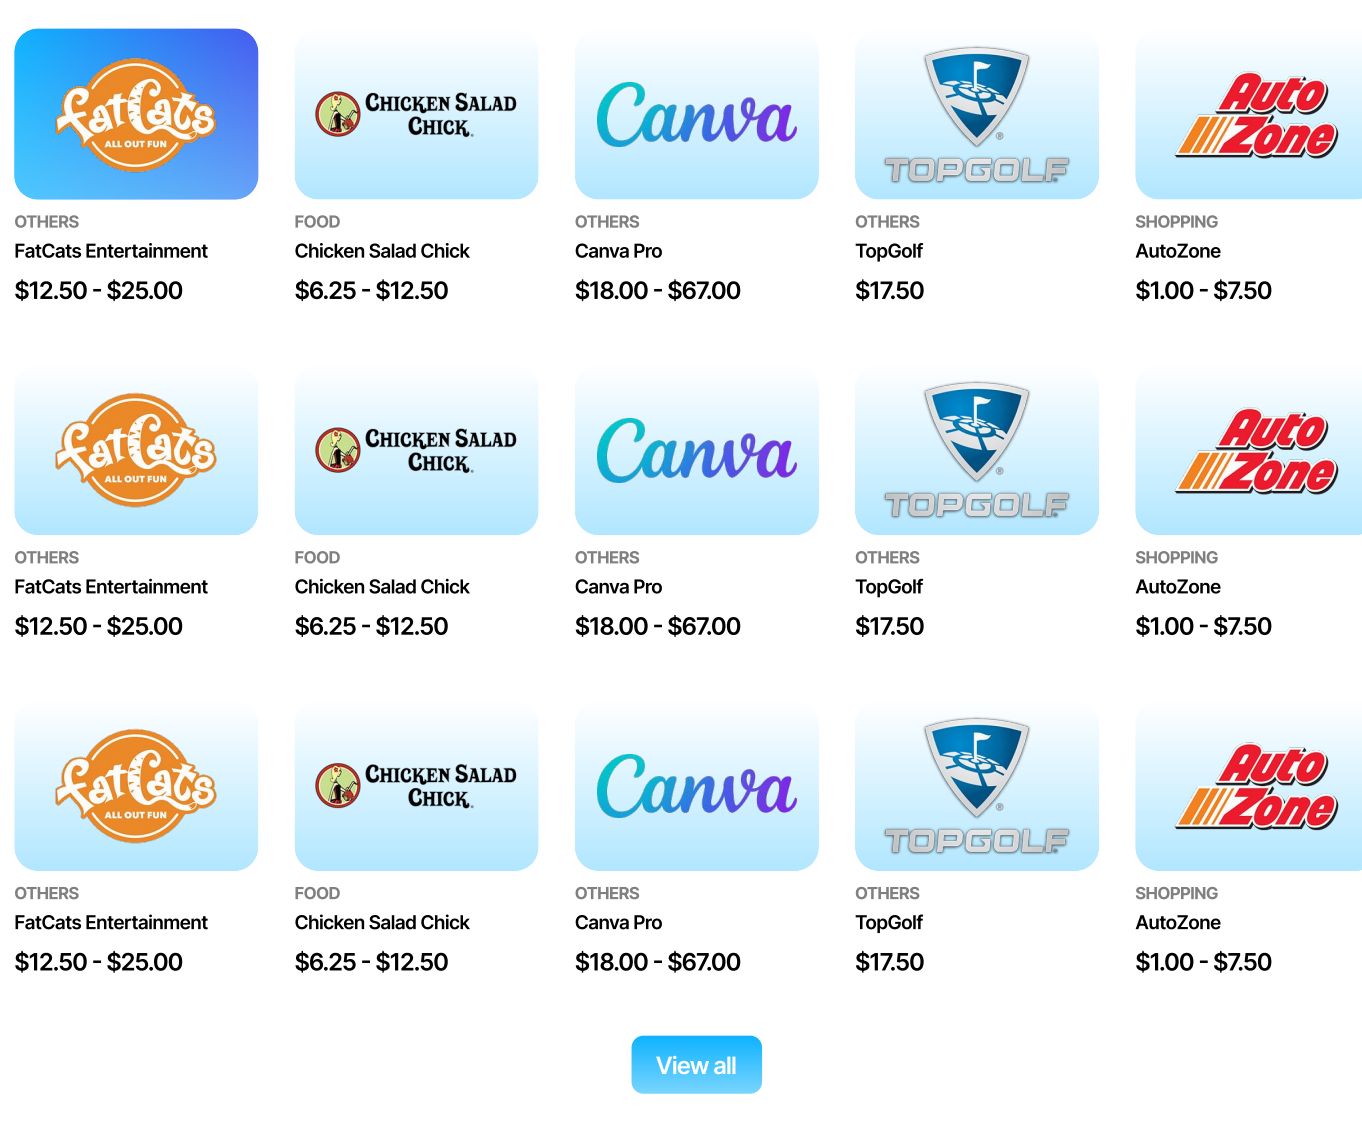 fatCats
ALL OUT FUN
CHICKEN SALAD
CHICK.
Canva
®
TOPGOLF
Auto
Zone
OTHERS
FatCats Entertainment
$12.50 - $25.00
FOOD
Chicken Salad Chick
$6.25 - $12.50
OTHERS
Canva Pro
$18.00 - $67.00
OTHERS
TopGolf
$17.50
SHOPPING
AutoZone
$1.00 - $7.50
fatCats
ALL OUT FUN
CHICKEN SALAD
CHICK.
Canva
®
TOPGOLF
Auto
Zone
OTHERS
FatCats Entertainment
$12.50 - $25.00
FOOD
Chicken Salad Chick
$6.25 - $12.50
OTHERS
Canva Pro
$18.00 - $67.00
OTHERS
TopGolf
$17.50
SHOPPING
AutoZone
$1.00 - $7.50
fatCats
ALL OUT FUN
CHICKEN SALAD
CHICK.
Canva
®
TOPGOLF
Auto
Zone
OTHERS
FatCats Entertainment
$12.50 - $25.00
FOOD
Chicken Salad Chick
$6.25 - $12.50
OTHERS
Canva Pro
$18.00 - $67.00
OTHERS
TopGolf
$17.50
SHOPPING
AutoZone
$1.00 - $7.50
View all